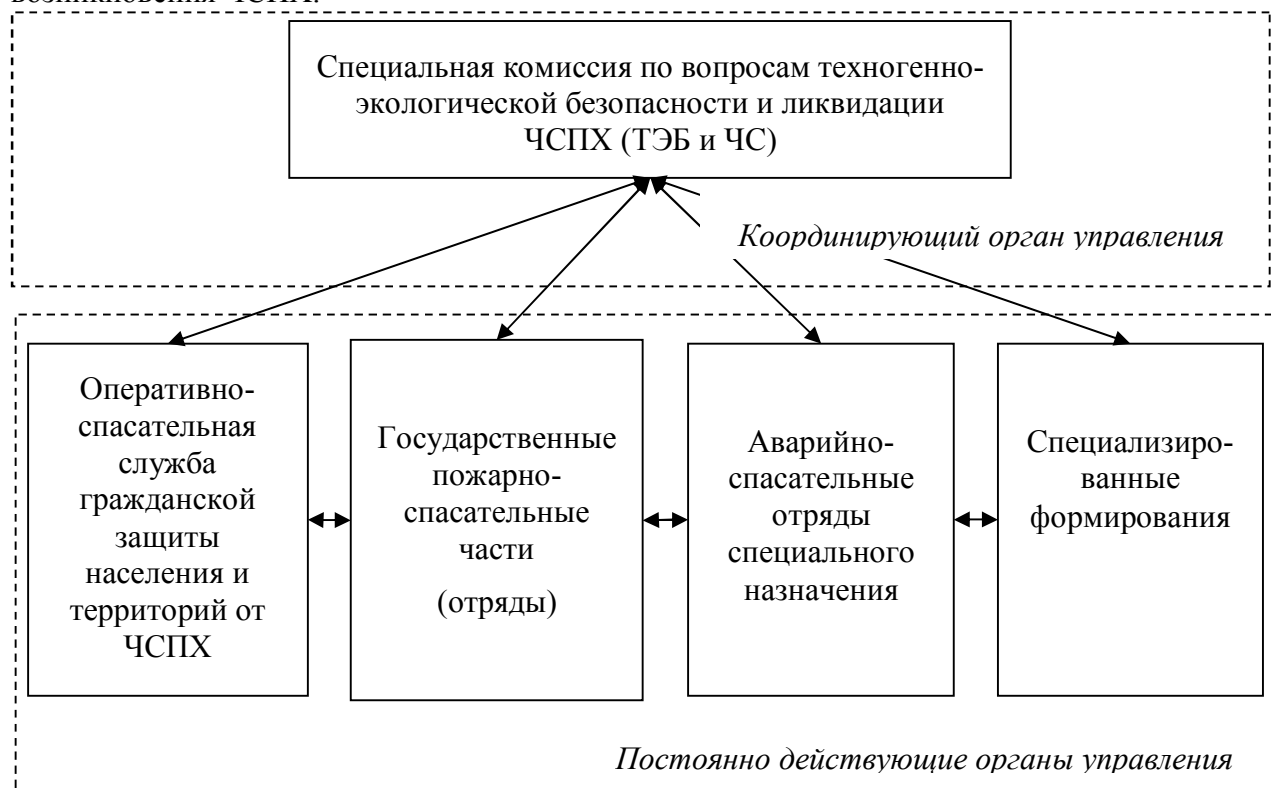 Специальная комиссия по вопросам техногенно-
экологической безопасности и ликвидации
ЧСПХ (ТЭБ и ЧС)
Координирующий орган управления
Оперативно-
спасательная
служба
гражданской
защиты
населения и
территорий от
ЧСПХ
Государственные
пожарно-
спасательные
части
(отряды)
Аварийно-
спасательные
отряды
специального
назначения
Специализиро-
ванные
формирования
Постоянно действующие органы управления